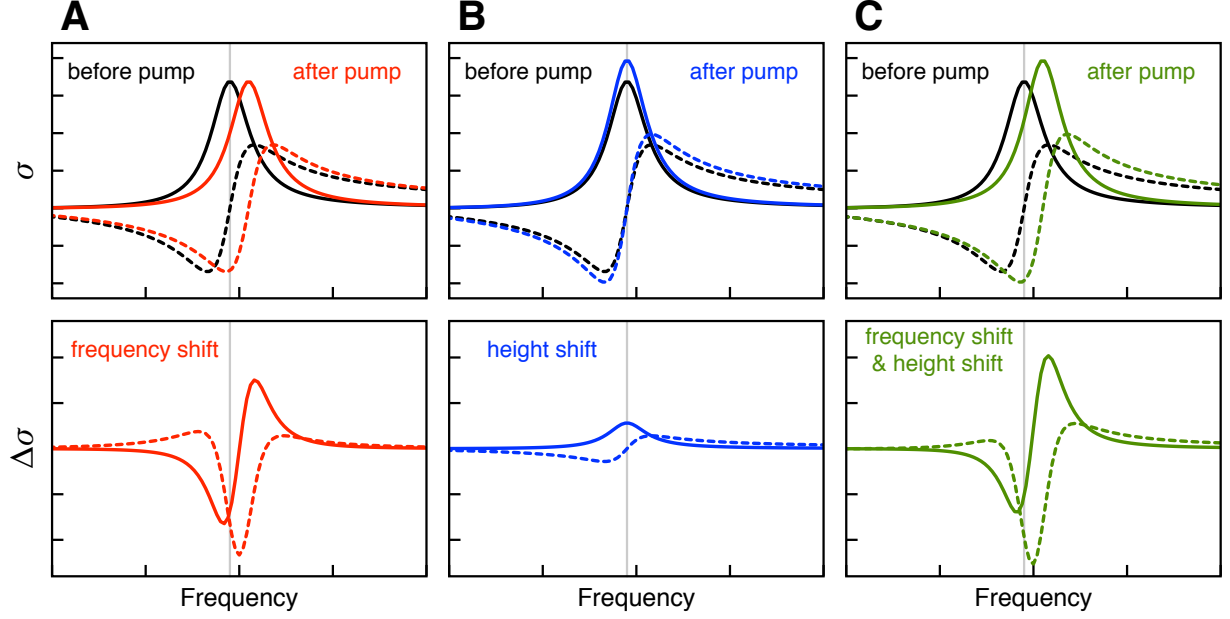 A
B
C
before pump
after pump
before pump
after pump
before pump
after pump
σ
frequency shift
height shift
frequency shift
& height shift
Δσ
Frequency
Frequency